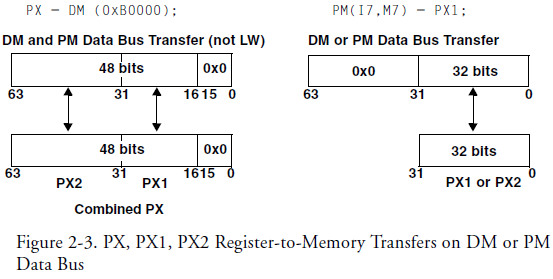 PX – DM (0xB0000);
PM(I7,M7) – PX1;
DM and PM Data Bus Transfer (not LW)
DM or PM Data Bus Transfer
48 bits 0x0
0x0 32 bits
63 31 16 15 0
63 31 0
48 bits 0x0
32 bits
63 31 1615 0
31 0
PX2 PX1
PX1 or PX2
Combined PX
Figure 2-3. PX, PX1, PX2 Register-to-Memory Transfers on DM or PM
Data Bus